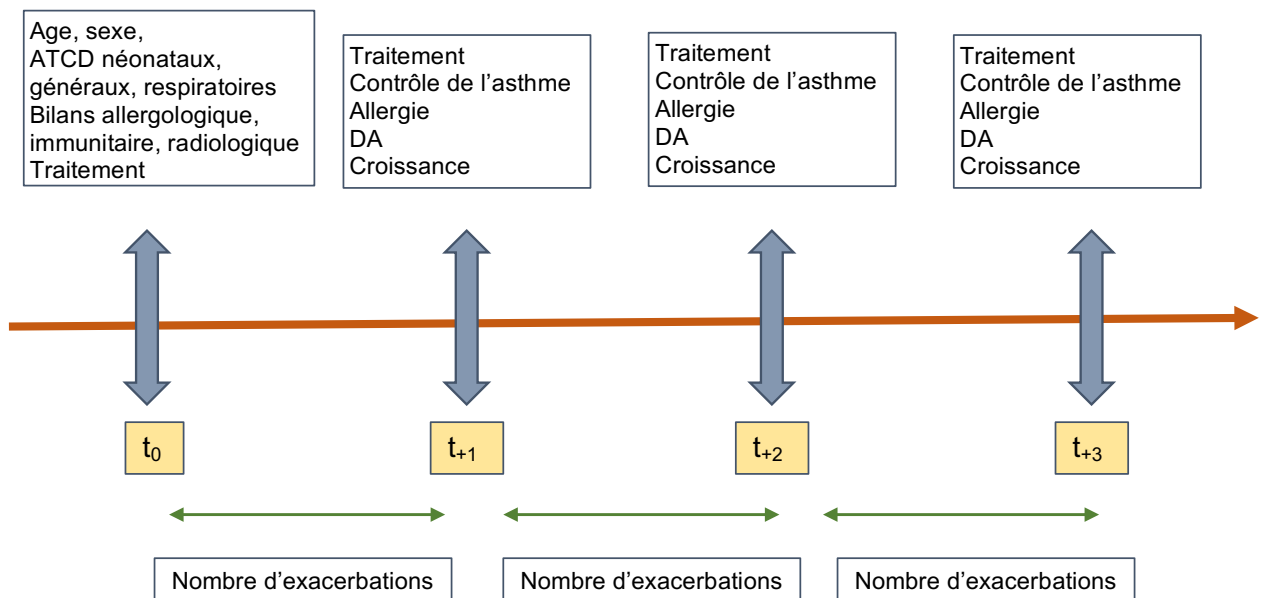 Age, sexe,
ATCD néonataux,
généraux, respiratoires
Bilans allergologique,
immunitaire, radiologique
Traitement
Traitement
Contrôle de l'asthme
Allergie
DA
Croissance
Traitement
Contrôle de l'asthme
Allergie
DA
Croissance
Traitement
Contrôle de l'asthme
Allergie
DA
Croissance
t0
t+1
t+2
t+3
Nombre d'exacerbations
Nombre d'exacerbations
Nombre d'exacerbations